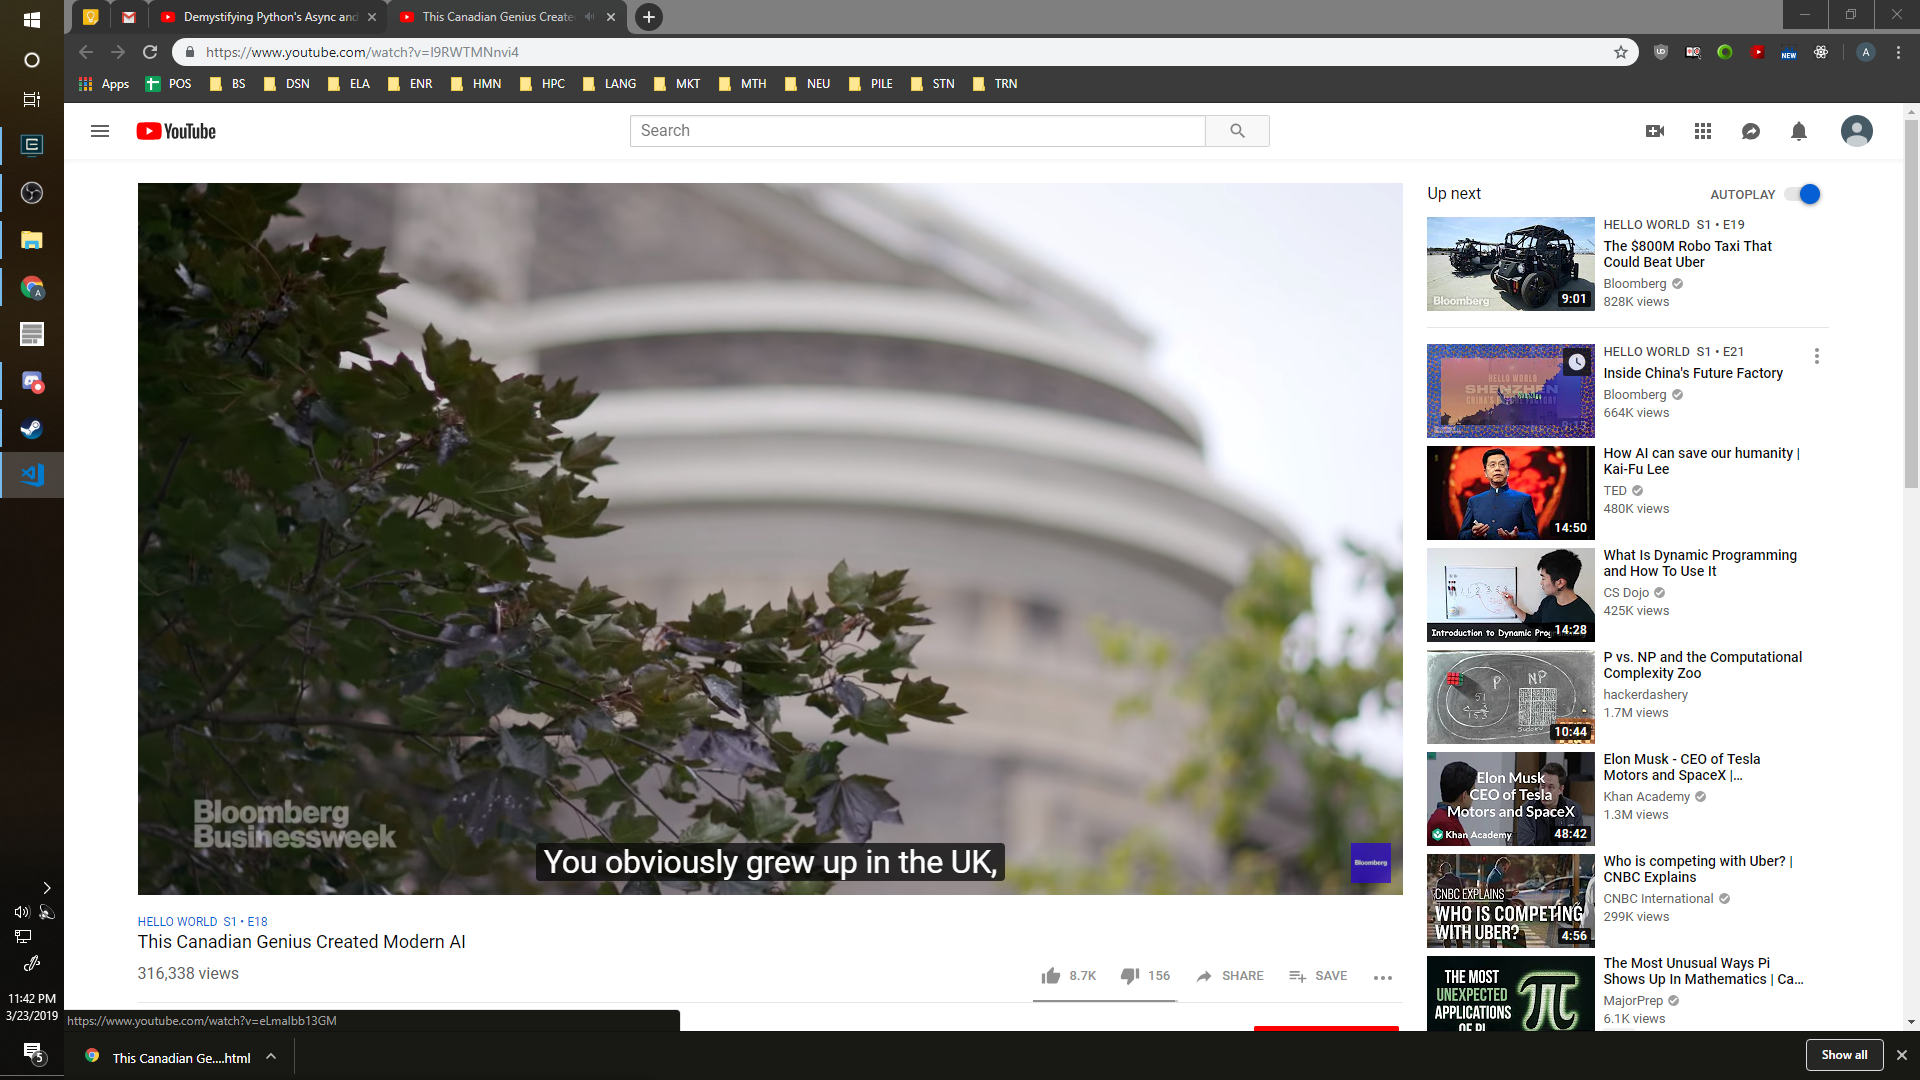 Demystifying Python's Async and
This Canadian Genius Create
https://www.youtube.com/watch?v=l9RWTMNnvi4
Apps
POS
BS
DSN
ELA
ENR
HMN
HPC
LANG
MKT
MTH
NEU
PILE
STN
TRN
YouTube
Search
Bloomberg
Businessweek
You obviously grew up in the UK,
Bloomberg
HELLO WORLD S1 • E18
This Canadian Genius Created Modern AI
316,338 views
8.7K
156
SHARE
SAVE
Up next
AUTOPLAY
Bloomberg
9:01
HELLO WORLD S1 • E19
The $800M Robo Taxi That
Could Beat Uber
Bloomberg
828K views
HELLO WORLD
SHENZHEN
CHINA'S FUTURE FACTORY
HELLO WORLD S1 • E21
Inside China's Future Factory
Bloomberg
664K views
14:50
How AI can save our humanity |
Kai-Fu Lee
TED
480K views
Introduction to Dynamic Prog
14:28
What Is Dynamic Programming
and How To Use It
CS Dojo
425K views
P
NP
10:44
P vs. NP and the Computational
Complexity Zoo
hackerdashery
1.7M views
Elon Musk
CEO of Tesla
Motors and SpaceX
Khan Academy
48:42
Elon Musk - CEO of Tesla
Motors and SpaceX |...
Khan Academy
1.3M views
CNBC EXPLAINS
WHO IS COMPETING
WITH UBER?
4:56
Who is competing with Uber? |
CNBC Explains
CNBC International
299K views
THE MOST
UNEXPECTED
APPLICATIONS
OF PI
The Most Unusual Ways Pi
Shows Up In Mathematics | Ca...
MajorPrep
6.1K views
11:42 PM
3/23/2019
5
https://www.youtube.com/watch?v=eLmalbb13GM
This Canadian Ge....html
Show all